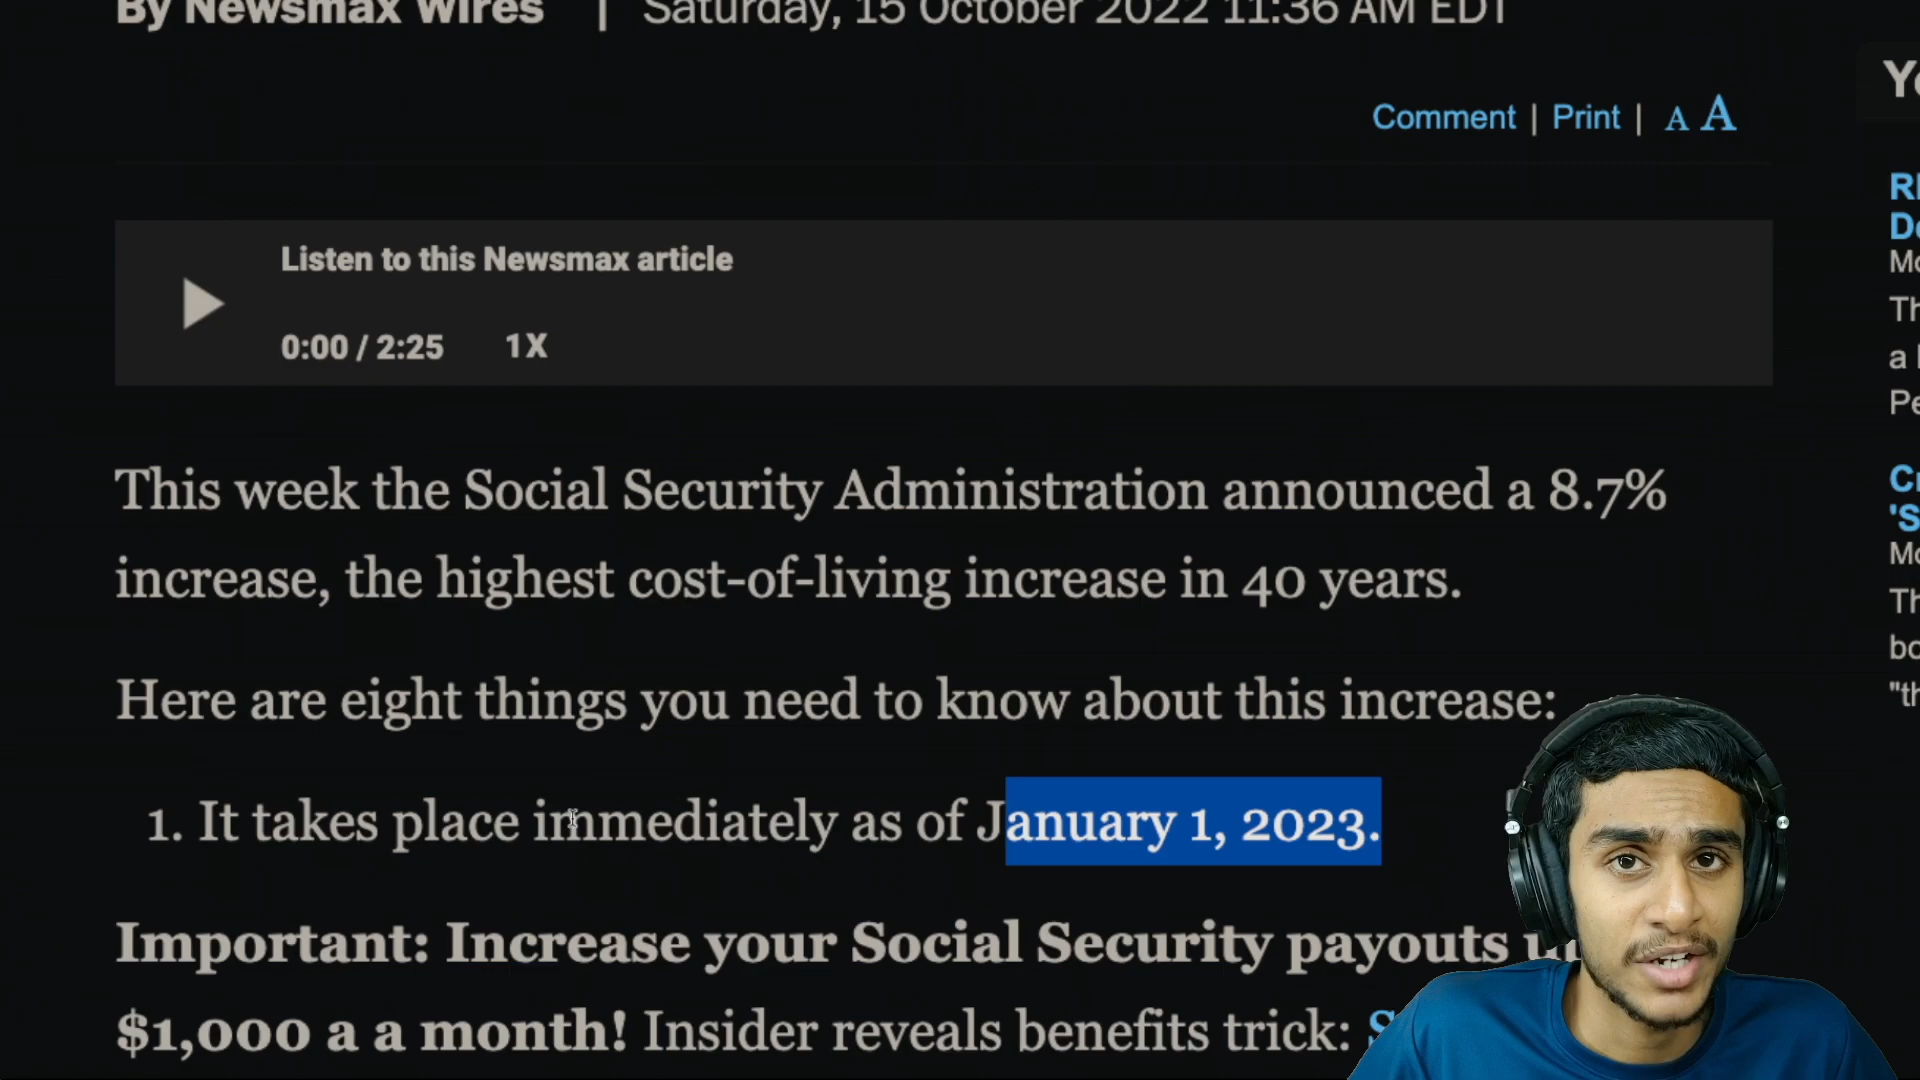 By Newsmax Wires | Saturday, 15 October 2022 11:36 AM EDT
Comment | Print | A A
Listen to this Newsmax article
0:00 / 2:25 1X
This week the Social Security Administration announced a 8.7%
increase, the highest cost-of-living increase in 40 years.
Here are eight things you need to know about this increase:
1. It takes place immediately as of January 1, 2023.
Important: Increase your Social Security payouts
$1,000 a a month! Insider reveals benefits trick:
a